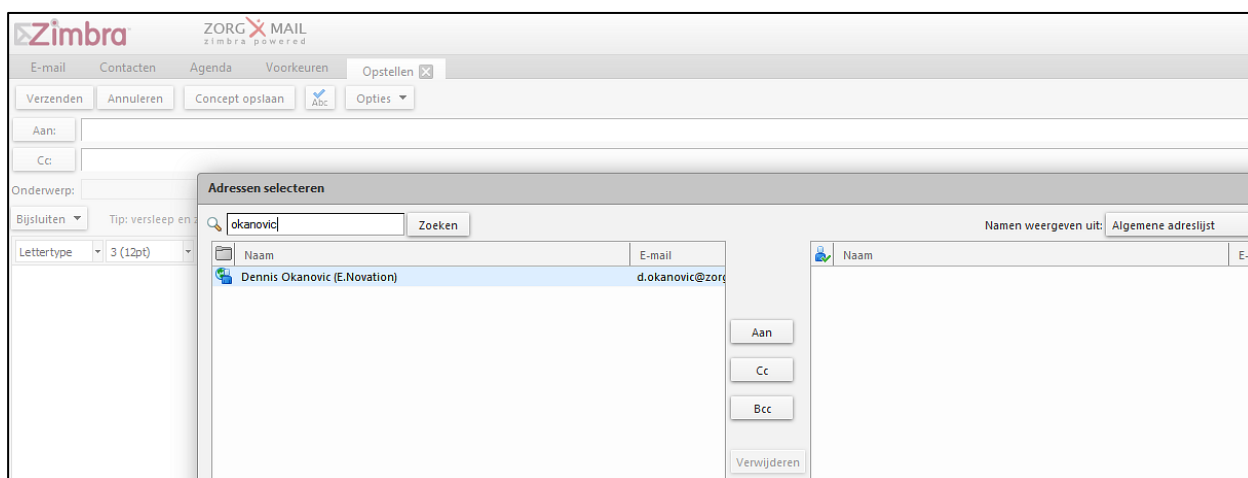 Zimbra ZORG MAIL
zimbra powered
E-mail Contacten Agenda Voorkeuren Opstellen
Verzenden Annuleren Concept opslaan Abc Opties
Aan:
Cc:
Onderwerp:
Adressen selecteren
Bijsluiten Tip: versleep en
okanovic Zoeken Namen weergeven uit: Algemene adreslijst
Lettertype 3 (12pt)
Naam E-mail Naam E-
Dennis Okanovic (E.Novation) d.okanovic@zorg
Aan
Cc
Bcc
Verwijderen